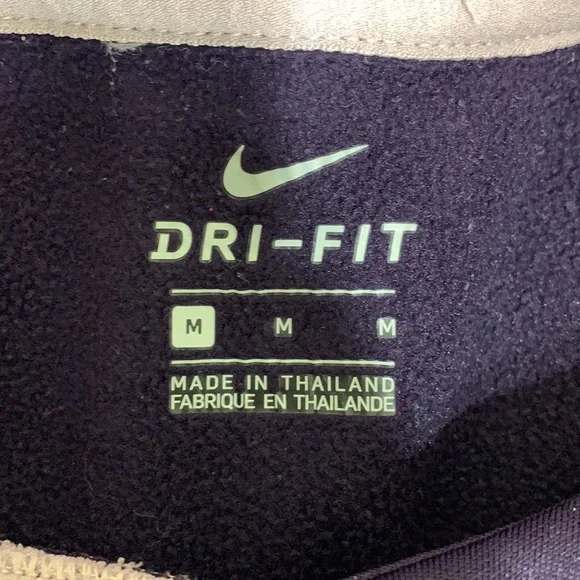 DRI-FIT
M M M
MADE IN THAILAND
FABRIQUE EN THAILANDE